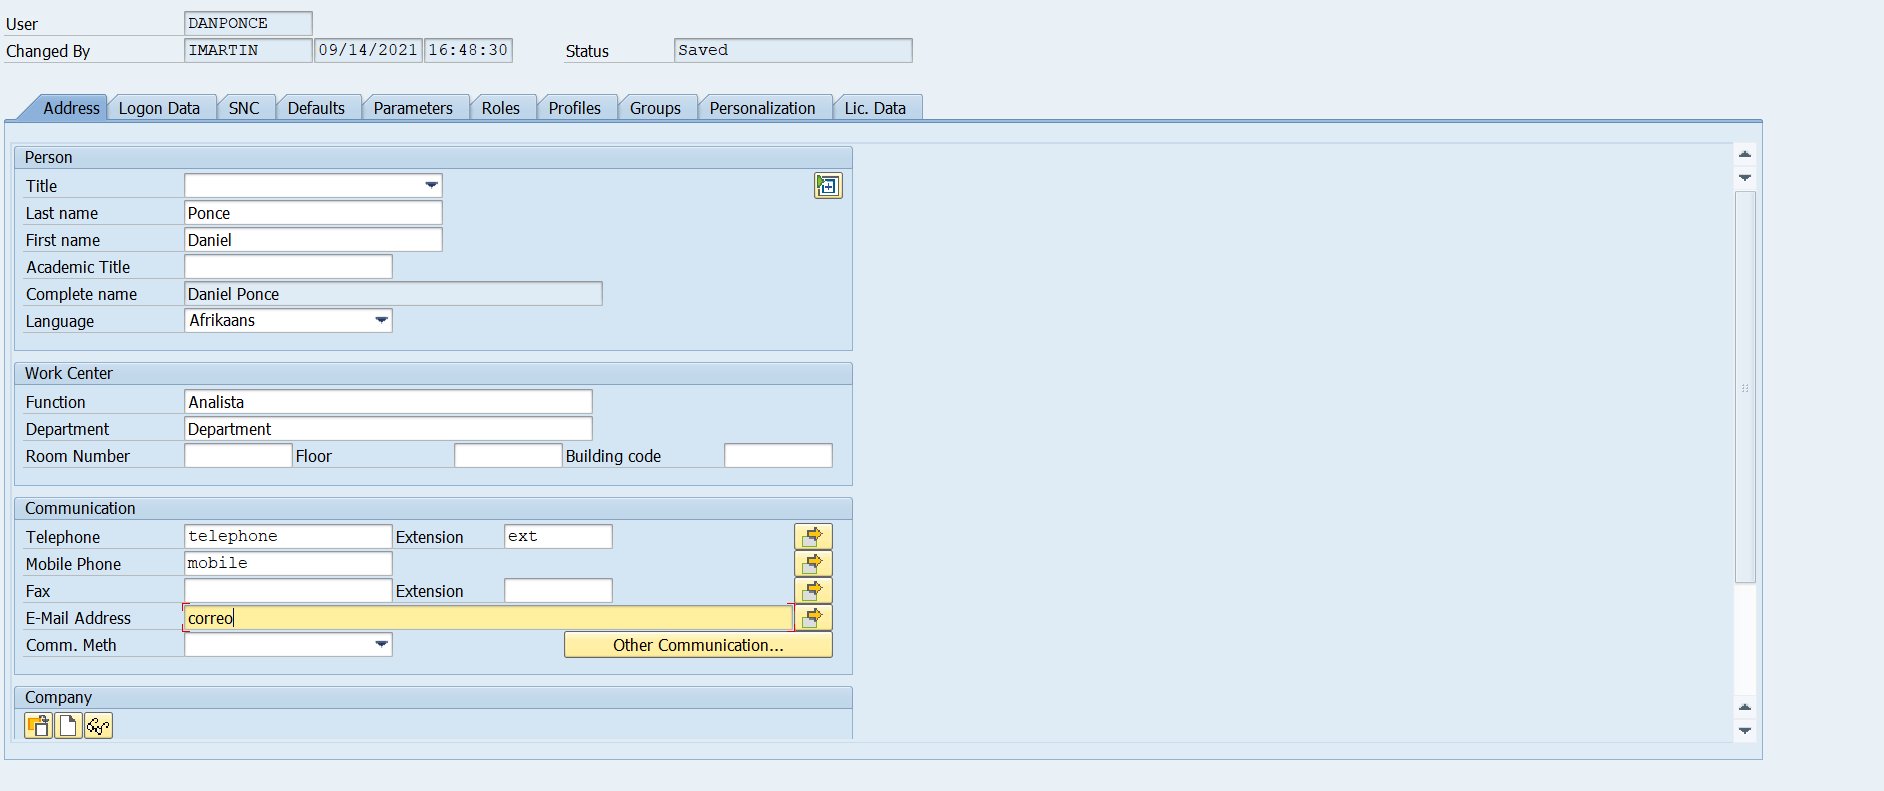 User DANPONCE
Changed By IMARTIN 09/14/2021 16:48:30 Status Saved
Address Logon Data SNC Defaults Parameters Roles Profiles Groups Personalization Lic. Data
Person
Title
Last name Ponce
First name Daniel
Academic Title
Complete name Daniel Ponce
Language Afrikaans
Work Center
Function Analista
Department Department
Room Number Floor Building code
Communication
Telephone telephone Extension ext
Mobile Phone mobile
Fax Extension
E-Mail Address correo
Comm. Meth Other Communication...
Company